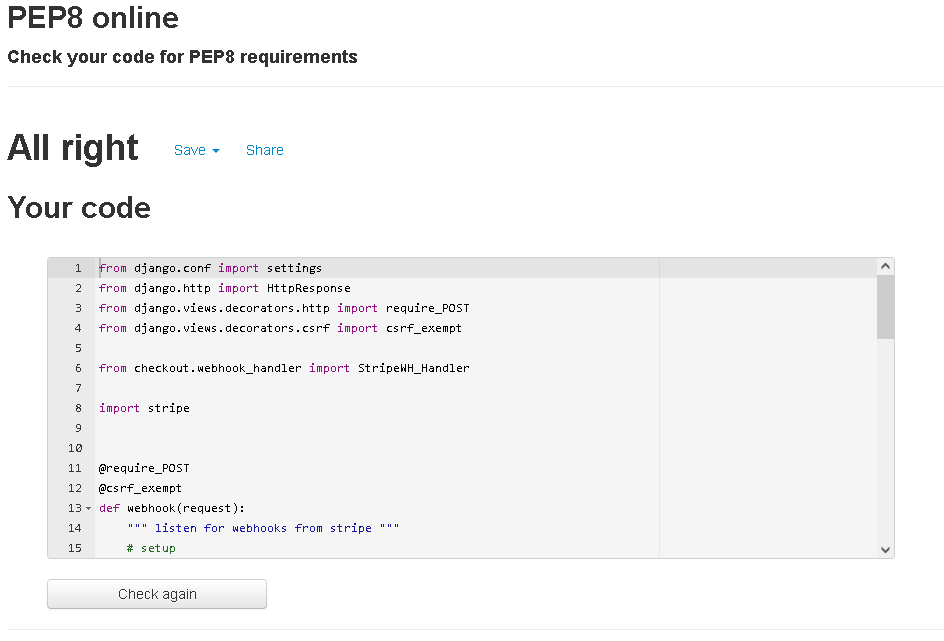 PEP8 online
Check your code for PEP8 requirements
All right Save Share
Your code
1 from django.conf import settings
2 from django.http import HttpResponse
3 from django.views.decorators.http import require_POST
4 from django.views.decorators.csrf import csrf_exempt
5
6 from checkout.webhook_handler import StripeWH_Handler
7
8 import stripe
9
10
11 @require_POST
12 @csrf_exempt
13 def webhook(request):
14     """ listen for webhooks from stripe """
15     # setup
Check again